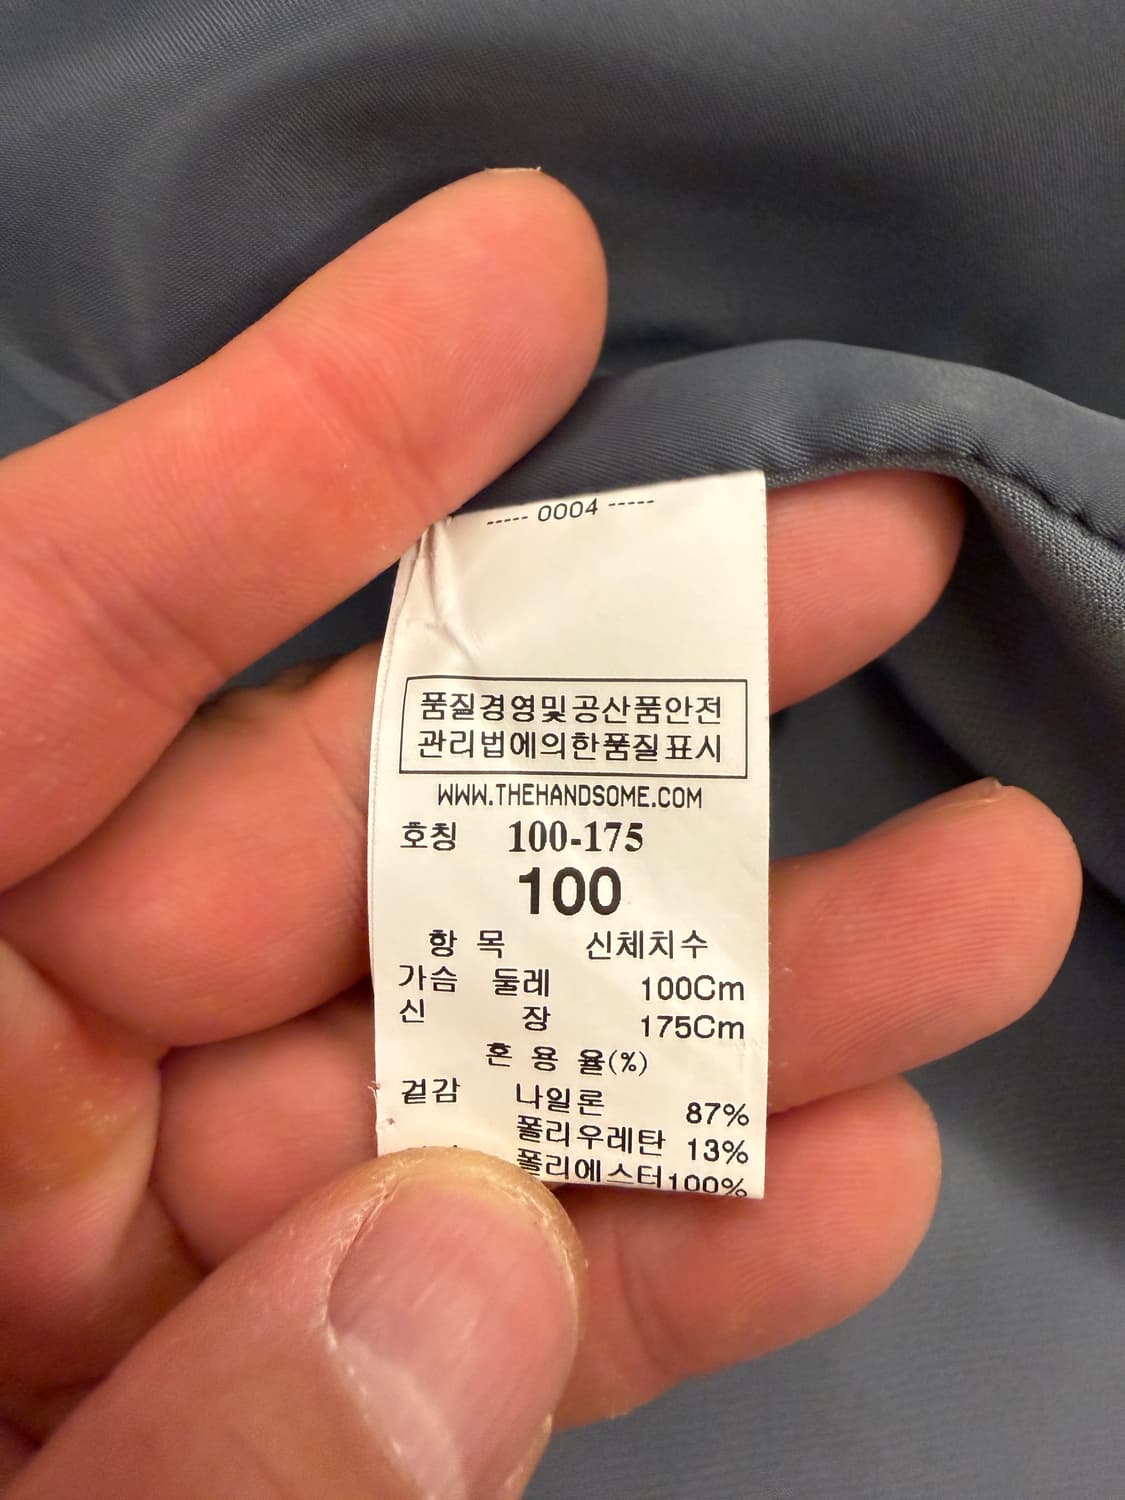 ----- 0004 -----
품질경영및공산품안전
관리법에의한품질표시
WWW.THEHANDSOME.COM
호칭 100-175
100
항 목 신체치수
가슴 둘레 100Cm
신 장 175Cm
혼 용 율(%)
겉감 나일론 87%
폴리우레탄 13%
폴리에스터100%